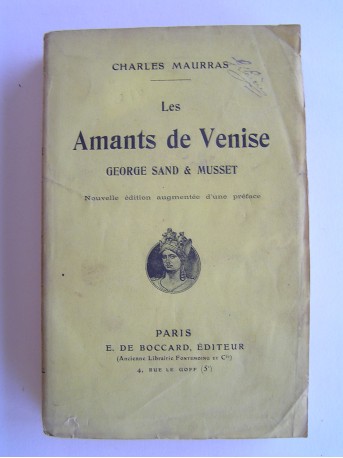 CHARLES MAURRAS
Les
Amants de Venise
GEORGE SAND & MUSSET
Nouvelle édition augmentée d'une préface
PARIS
E. DE BOCCARD, ÉDITEUR
(Ancienne Librairie FONTEMOING et Cie)
4, RUE LE GOFF (5e)